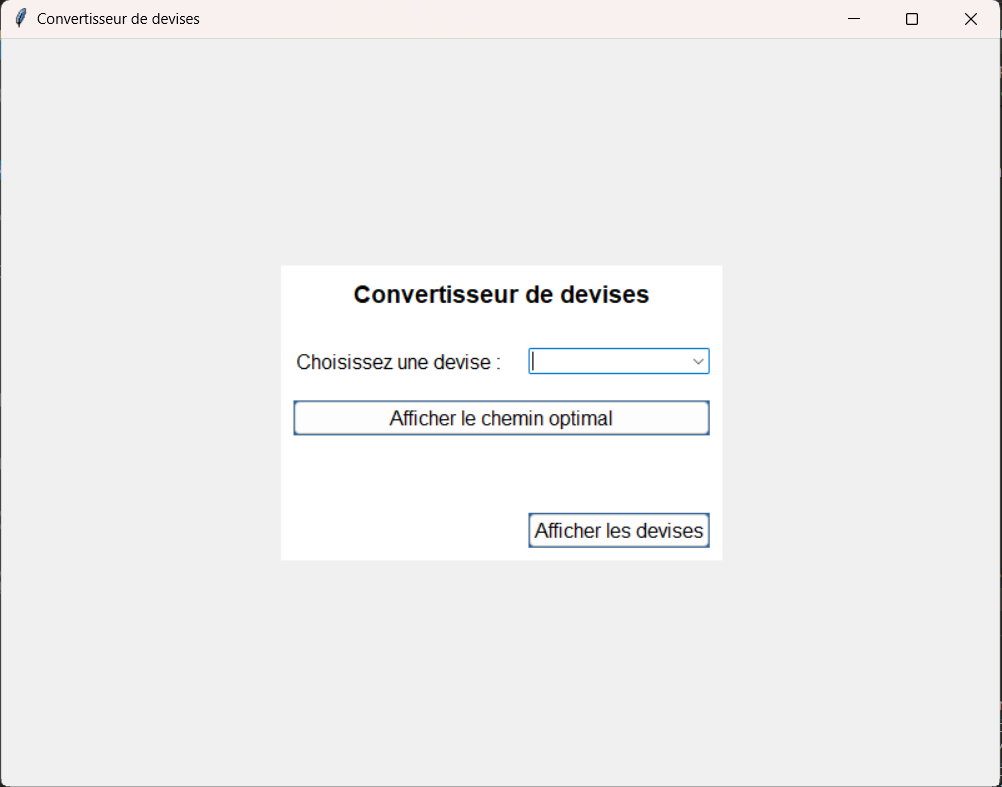 Convertisseur de devises
Convertisseur de devises
Choisissez une devise :
Afficher le chemin optimal
Afficher les devises